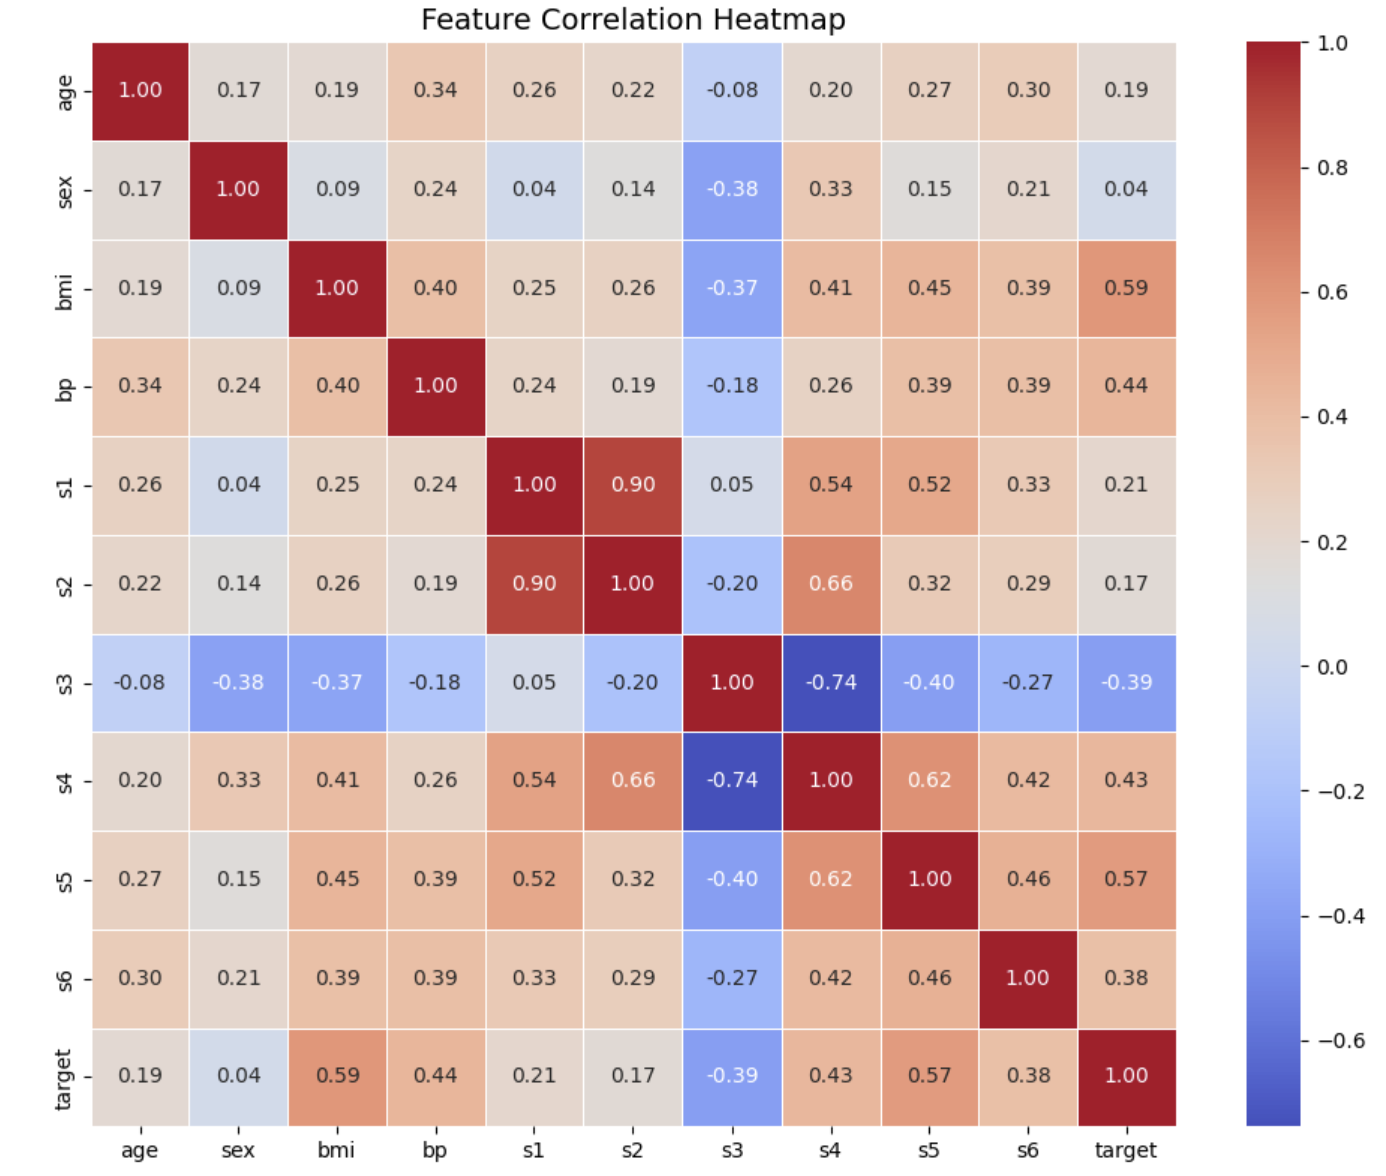 Feature Correlation Heatmap
age 1.00 0.17 0.19 0.34 0.26 0.22 -0.08 0.20 0.27 0.30 0.19
sex 0.17 1.00 0.09 0.24 0.04 0.14 -0.38 0.33 0.15 0.21 0.04
bmi 0.19 0.09 1.00 0.40 0.25 0.26 -0.37 0.41 0.45 0.39 0.59
bp 0.34 0.24 0.40 1.00 0.24 0.19 -0.18 0.26 0.39 0.39 0.44
s1 0.26 0.04 0.25 0.24 1.00 0.90 0.05 0.54 0.52 0.33 0.21
s2 0.22 0.14 0.26 0.19 0.90 1.00 -0.20 0.66 0.32 0.29 0.17
s3 -0.08 -0.38 -0.37 -0.18 0.05 -0.20 1.00 -0.74 -0.40 -0.27 -0.39
s4 0.20 0.33 0.41 0.26 0.54 0.66 -0.74 1.00 0.62 0.42 0.43
s5 0.27 0.15 0.45 0.39 0.52 0.32 -0.40 0.62 1.00 0.46 0.57
s6 0.30 0.21 0.39 0.39 0.33 0.29 -0.27 0.42 0.46 1.00 0.38
target 0.19 0.04 0.59 0.44 0.21 0.17 -0.39 0.43 0.57 0.38 1.00
age sex bmi bp s1 s2 s3 s4 s5 s6 target
1.0
0.8
0.6
0.4
0.2
0.0
−0.2
−0.4
−0.6